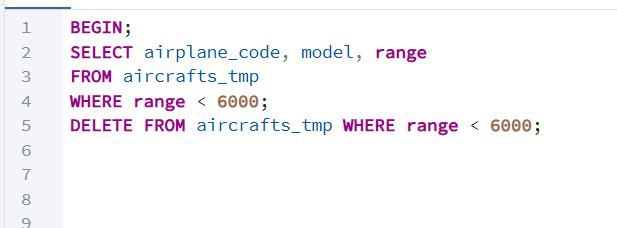 1 BEGIN;
2 SELECT airplane_code, model, range
3 FROM aircrafts_tmp
4 WHERE range < 6000;
5 DELETE FROM aircrafts_tmp WHERE range < 6000;
6
7
8
9